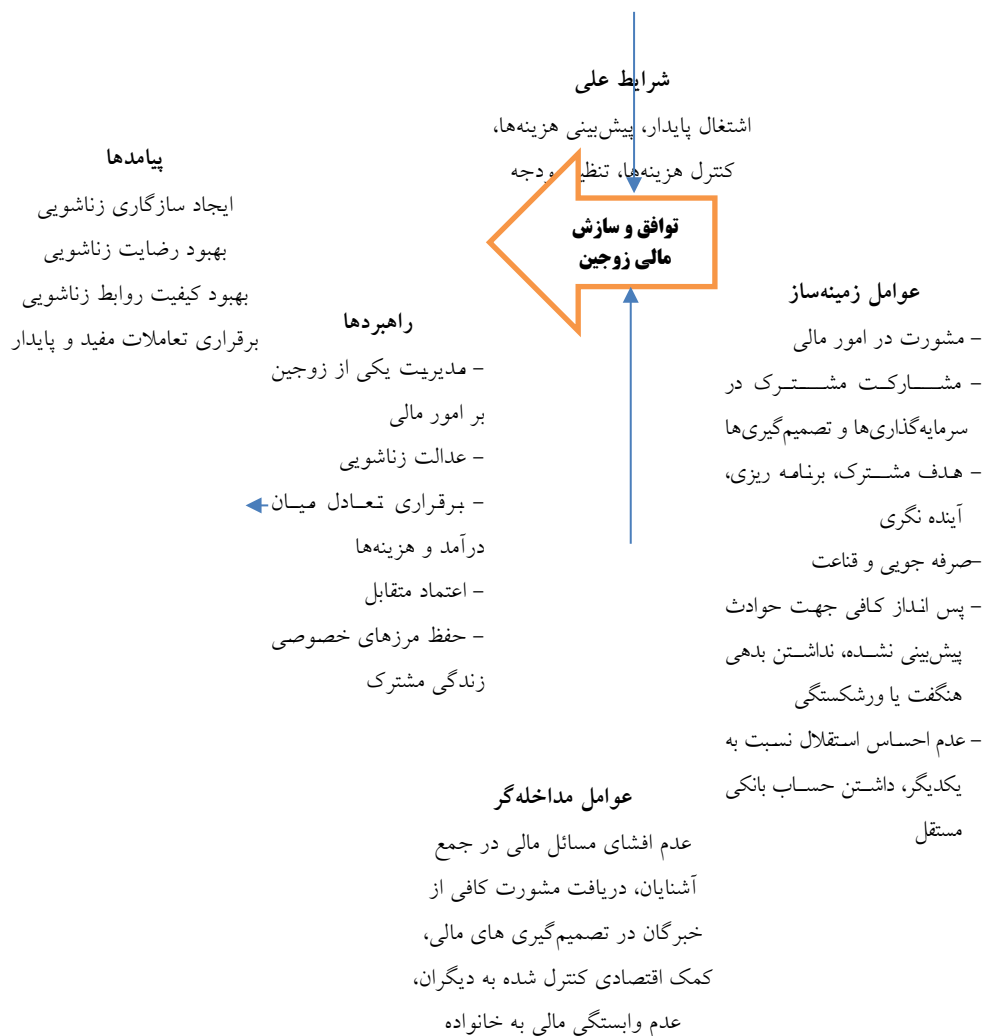 شرایط علی
اشتغال پایدار، پیش‌بینی هزینه‌ها،
کنترل هزینه‌ها، تنظیم بودجه
توافق و سازش
مالی زوجین
عوامل زمینه‌ساز
– مشورت در امور مالی
– مشارکت مشترک در
سرمایه‌گذاری‌ها و تصمیم‌گیری‌ها
– هدف مشترک، برنامه ریزی،
آینده نگری
–صرفه جویی و قناعت
– پس انداز کافی جهت حوادث
پیش‌بینی نشده، نداشتن بدهی
هنگفت یا ورشکستگی
– عدم احساس استقلال نسبت به
یکدیگر، داشتن حساب بانکی
مستقل
راهبردها
– مدیریت یکی از زوجین
بر امور مالی
– عدالت زناشویی
– برقراری تعادل میان
درآمد و هزینه‌ها
– اعتماد متقابل
– حفظ مرزهای خصوصی
زندگی مشترک
پیامدها
ایجاد سازگاری زناشویی
بهبود رضایت زناشویی
بهبود کیفیت روابط زناشویی
برقراری تعاملات مفید و پایدار
عوامل مداخله‌گر
عدم افشای مسائل مالی در جمع
آشنایان، دریافت مشورت کافی از
خبرگان در تصمیم‌گیری های مالی،
کمک اقتصادی کنترل شده به دیگران،
عدم وابستگی مالی به خانواده